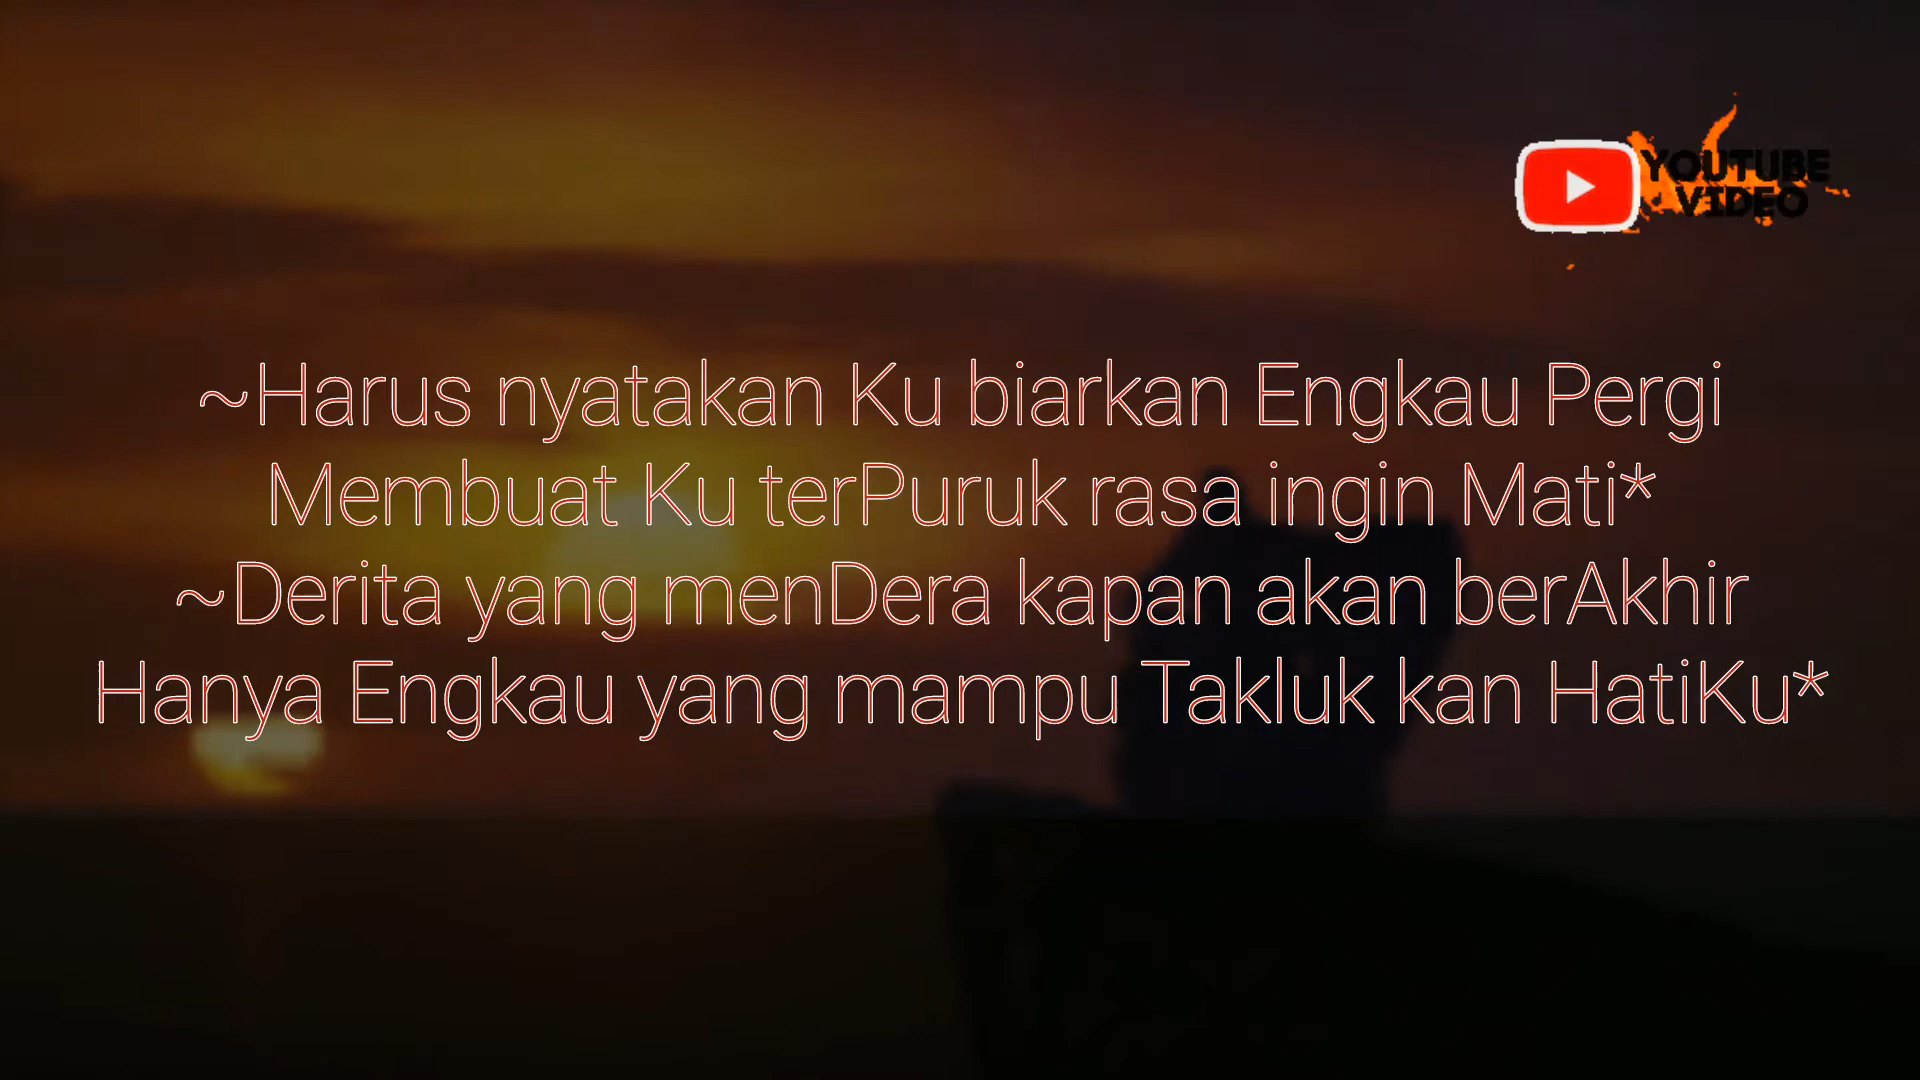 YOUTUBE
VIDEO
~Harus nyatakan Ku biarkan Engkau Pergi
Membuat Ku terPuruk rasa ingin Mati*
~Derita yang menDera kapan akan berAkhir
Hanya Engkau yang mampu Takluk kan HatiKu*